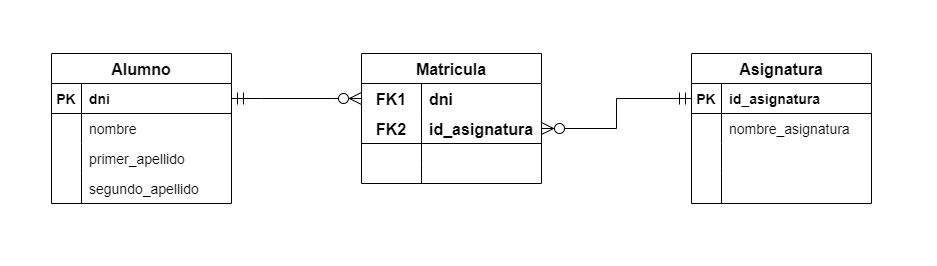 Alumno
PK dni
nombre
primer_apellido
segundo_apellido
Matricula
FK1 dni
FK2 id_asignatura
Asignatura
PK id_asignatura
nombre_asignatura